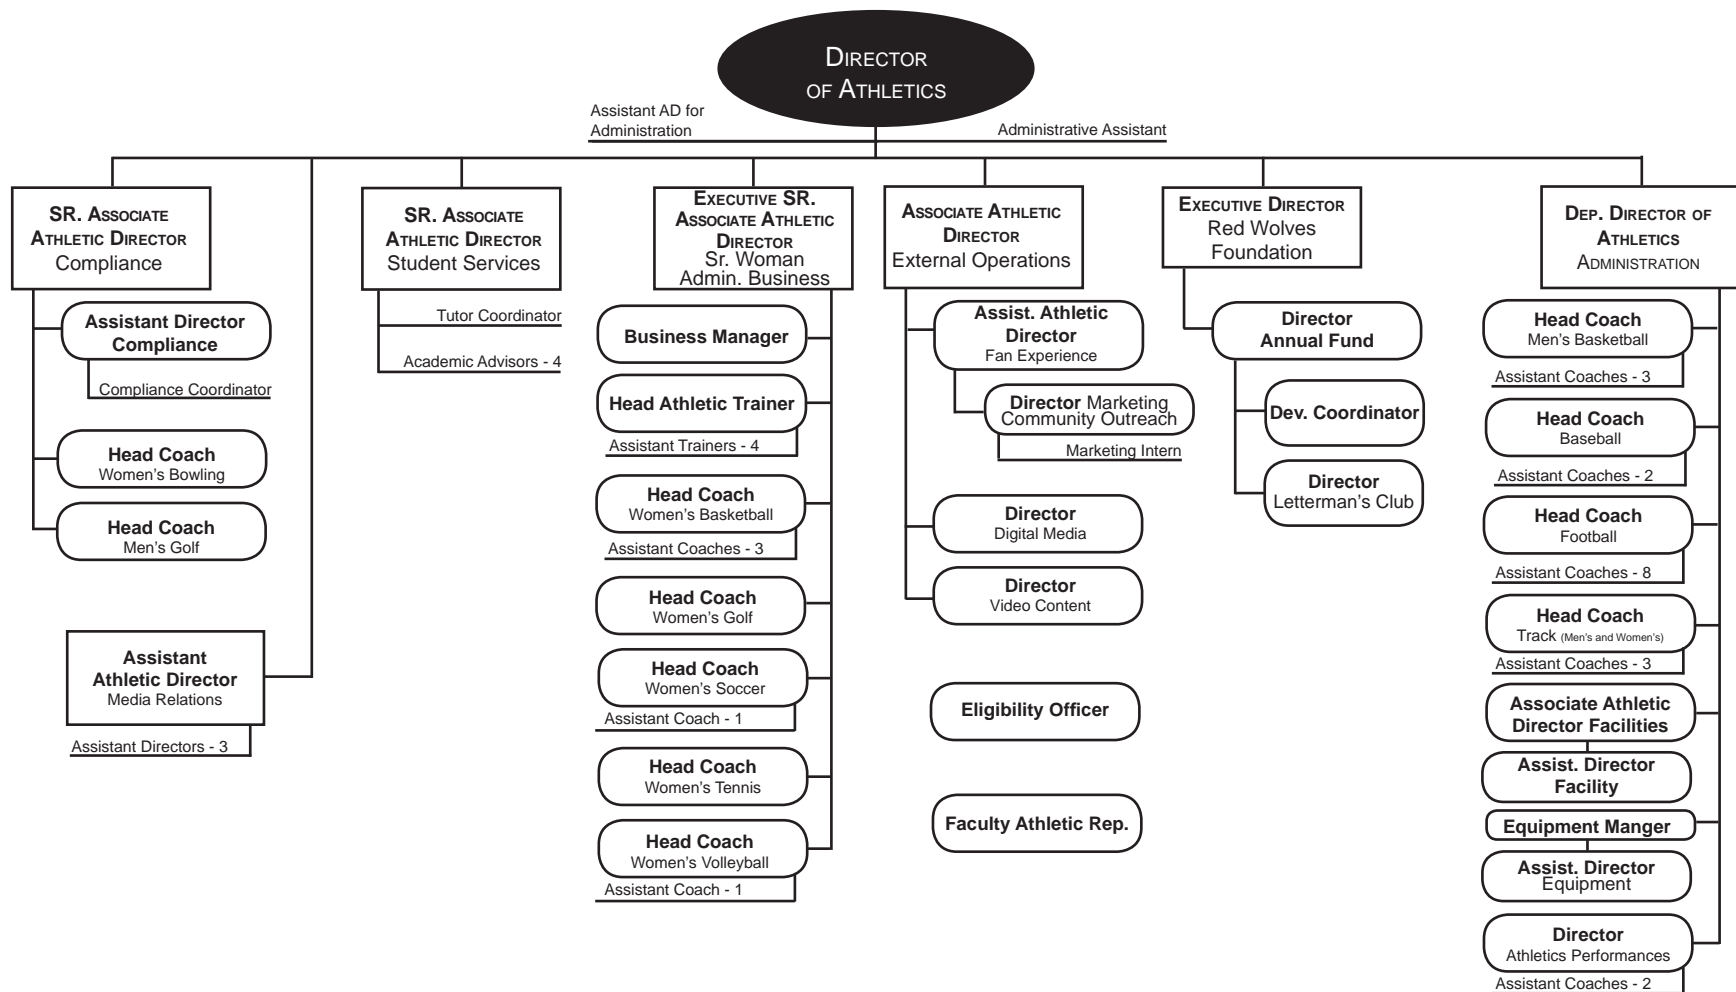 DIRECTOR
OF ATHLETICS
Assistant AD for
Administration
Administrative Assistant
SR. ASSOCIATE
ATHLETIC DIRECTOR
Compliance
Assistant Director
Compliance
Compliance Coordinator
Head Coach
Women's Bowling
Head Coach
Men's Golf
Assistant
Athletic Director
Media Relations
Assistant Directors - 3
SR. ASSOCIATE
ATHLETIC DIRECTOR
Student Services
Tutor Coordinator
Academic Advisors - 4
EXECUTIVE SR.
ASSOCIATE ATHLETIC
DIRECTOR
Sr. Woman
Admin. Business
Business Manager
Head Athletic Trainer
Assistant Trainers - 4
Head Coach
Women's Basketball
Assistant Coaches - 3
Head Coach
Women's Golf
Head Coach
Women's Soccer
Assistant Coach - 1
Head Coach
Women's Tennis
Head Coach
Women's Volleyball
Assistant Coach - 1
ASSOCIATE ATHLETIC
DIRECTOR
External Operations
Assist. Athletic
Director
Fan Experience
Director Marketing
Community Outreach
Marketing Intern
Director
Digital Media
Director
Video Content
Eligibility Officer
Faculty Athletic Rep.
EXECUTIVE DIRECTOR
Red Wolves
Foundation
Director
Annual Fund
Dev. Coordinator
Director
Letterman's Club
DEP. DIRECTOR OF
ATHLETICS
ADMINISTRATION
Head Coach
Men's Basketball
Assistant Coaches - 3
Head Coach
Baseball
Assistant Coaches - 2
Head Coach
Football
Assistant Coaches - 8
Head Coach
Track (Men's and Women's)
Assistant Coaches - 3
Associate Athletic
Director Facilities
Assist. Director
Facility
Equipment Manger
Assist. Director
Equipment
Director
Athletics Performances
Assistant Coaches - 2